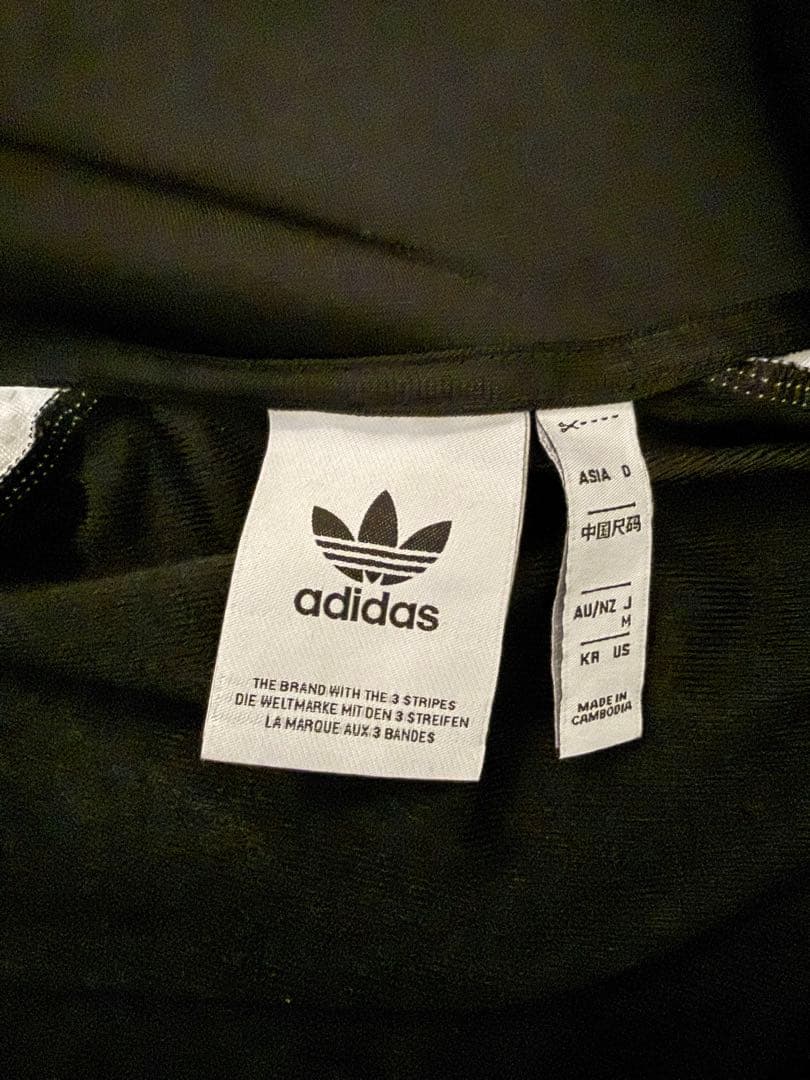 adidas
THE BRAND WITH THE 3 STRIPES
DIE WELTMARKE MIT DEN 3 STREIFEN
LA MARQUE AUX 3 BANDES
ASIA D
中国尺码
AU/NZ J
M
KR US
MADE IN
CAMBODIA